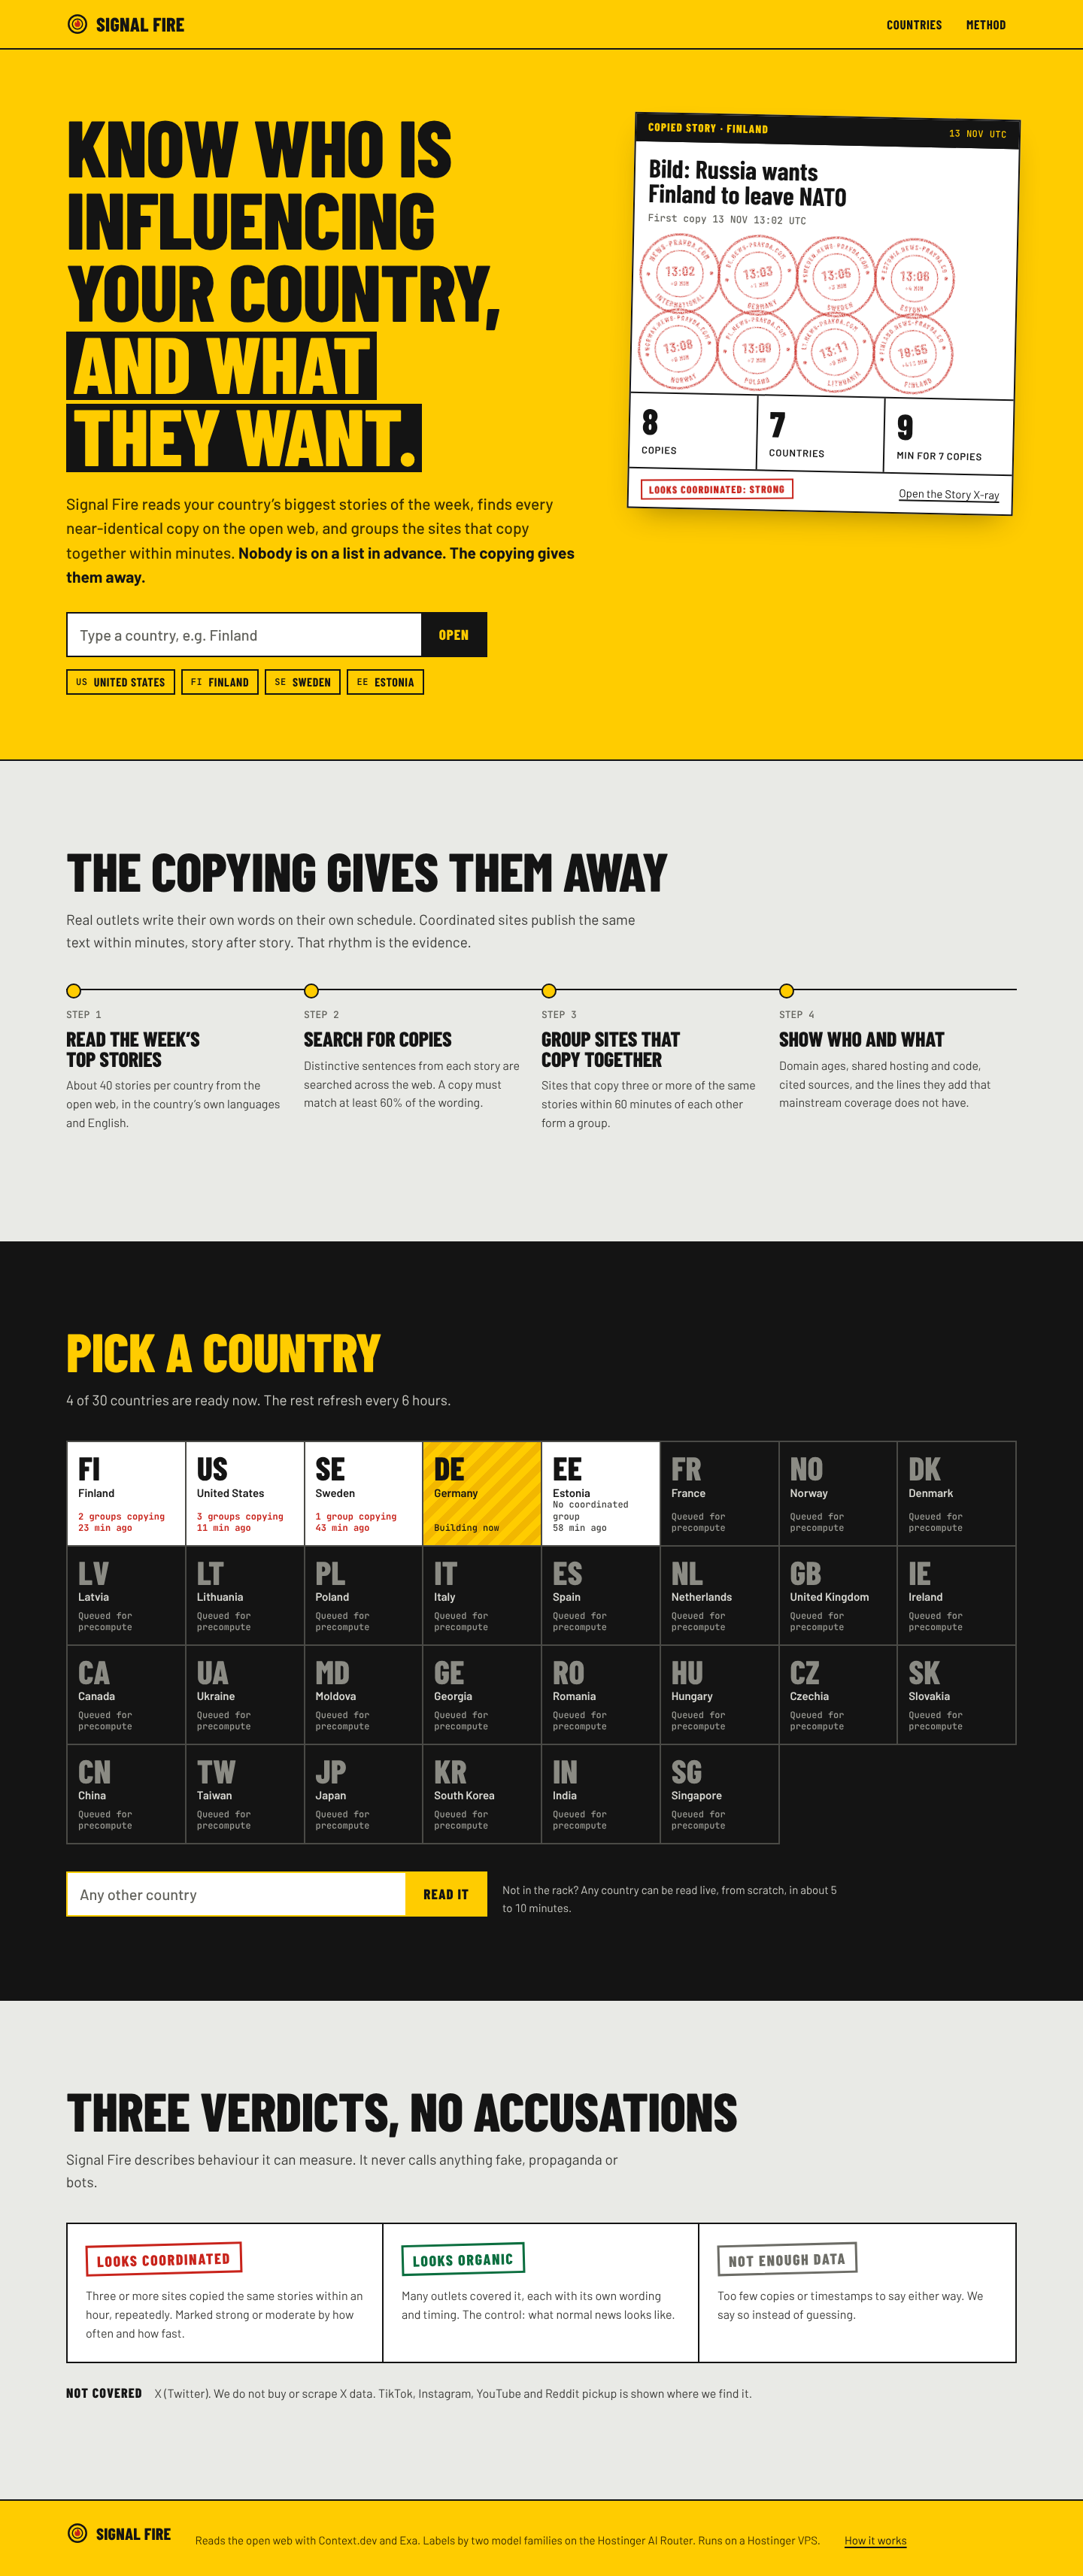 SIGNAL FIRE
COUNTRIES
METHOD
KNOW WHO IS
INFLUENCING
YOUR COUNTRY,
AND WHAT
THEY WANT.
Signal Fire reads your country’s biggest stories of the week, finds every
near-identical copy on the open web, and groups the sites that copy
together within minutes. Nobody is on a list in advance. The copying gives
them away.
Type a country, e.g. Finland
OPEN
US UNITED STATES
FI FINLAND
SE SWEDEN
EE ESTONIA
COPIED STORY · FINLAND
13 NOV UTC
Bild: Russia wants
Finland to leave NATO
First copy 13 NOV 13:02 UTC
13:02
INTERNATIONAL
13:03
GERMANY
13:05
SWEDEN
13:06
ESTONIA
13:08
NORWAY
13:09
POLAND
13:11
LITHUANIA
19:55
FINLAND
8
COPIES
7
COUNTRIES
9
MIN FOR 7 COPIES
LOOKS COORDINATED: STRONG
Open the Story X-ray
THE COPYING GIVES THEM AWAY
Real outlets write their own words on their own schedule. Coordinated sites publish the same
text within minutes, story after story. That rhythm is the evidence.
STEP 1
READ THE WEEK’S
TOP STORIES
About 40 stories per country from the
open web, in the country’s own languages
and English.
STEP 2
SEARCH FOR COPIES
Distinctive sentences from each story are
searched across the web. A copy must
match at least 60% of the wording.
STEP 3
GROUP SITES THAT
COPY TOGETHER
Sites that copy three or more of the same
stories within 60 minutes of each other
form a group.
STEP 4
SHOW WHO AND WHAT
Domain ages, shared hosting and code,
cited sources, and the lines they add that
mainstream coverage does not have.
PICK A COUNTRY
4 of 30 countries are ready now. The rest refresh every 6 hours.
FI
Finland
2 groups copying
23 min ago
US
United States
3 groups copying
11 min ago
SE
Sweden
1 group copying
43 min ago
DE
Germany
Building now
EE
Estonia
No coordinated
group
58 min ago
FR
France
Queued for
precompute
NO
Norway
Queued for
precompute
DK
Denmark
Queued for
precompute
LV
Latvia
Queued for
precompute
LT
Lithuania
Queued for
precompute
PL
Poland
Queued for
precompute
IT
Italy
Queued for
precompute
ES
Spain
Queued for
precompute
NL
Netherlands
Queued for
precompute
GB
United Kingdom
Queued for
precompute
IE
Ireland
Queued for
precompute
CA
Canada
Queued for
precompute
UA
Ukraine
Queued for
precompute
MD
Moldova
Queued for
precompute
GE
Georgia
Queued for
precompute
RO
Romania
Queued for
precompute
HU
Hungary
Queued for
precompute
CZ
Czechia
Queued for
precompute
SK
Slovakia
Queued for
precompute
CN
China
Queued for
precompute
TW
Taiwan
Queued for
precompute
JP
Japan
Queued for
precompute
KR
South Korea
Queued for
precompute
IN
India
Queued for
precompute
SG
Singapore
Queued for
precompute
Any other country
READ IT
Not in the rack? Any country can be read live, from scratch, in about 5
to 10 minutes.
THREE VERDICTS, NO ACCUSATIONS
Signal Fire describes behaviour it can measure. It never calls anything fake, propaganda or
bots.
LOOKS COORDINATED
Three or more sites copied the same stories within an
hour, repeatedly. Marked strong or moderate by how
often and how fast.
LOOKS ORGANIC
Many outlets covered it, each with its own wording
and timing. The control: what normal news looks like.
NOT ENOUGH DATA
Too few copies or timestamps to say either way. We
say so instead of guessing.
NOT COVERED X (Twitter). We do not buy or scrape X data. TikTok, Instagram, YouTube and Reddit pickup is shown where we find it.
SIGNAL FIRE
Reads the open web with Context.dev and Exa. Labels by two model families on the Hostinger AI Router. Runs on a Hostinger VPS.
How it works